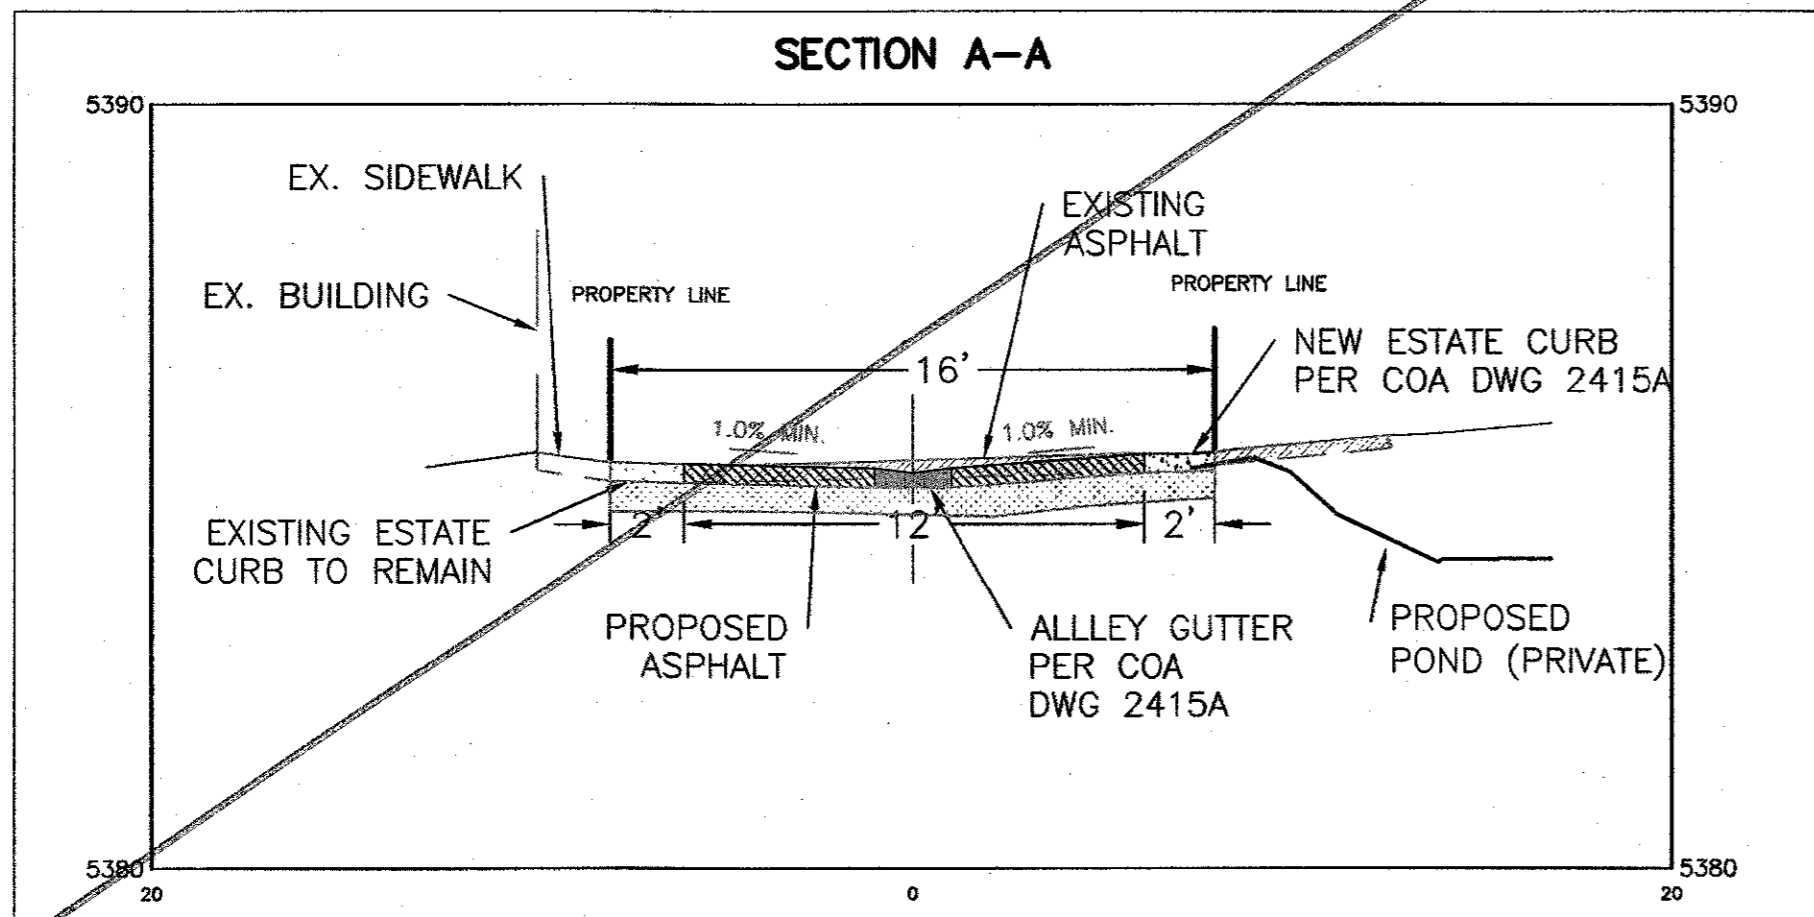 SECTION A-A
5390
5390
EX. SIDEWALK
EXISTING
ASPHALT
EX. BUILDING
PROPERTY LINE
PROPERTY LINE
NEW ESTATE CURB
PER COA DWG 2415A
16'
1.0% MIN.
1.0% MIN.
EXISTING ESTATE
CURB TO REMAIN
2'
12'
2'
PROPOSED
ASPHALT
ALLLEY GUTTER
PER COA
DWG 2415A
PROPOSED
POND (PRIVATE)
5380
5380
20
0
20